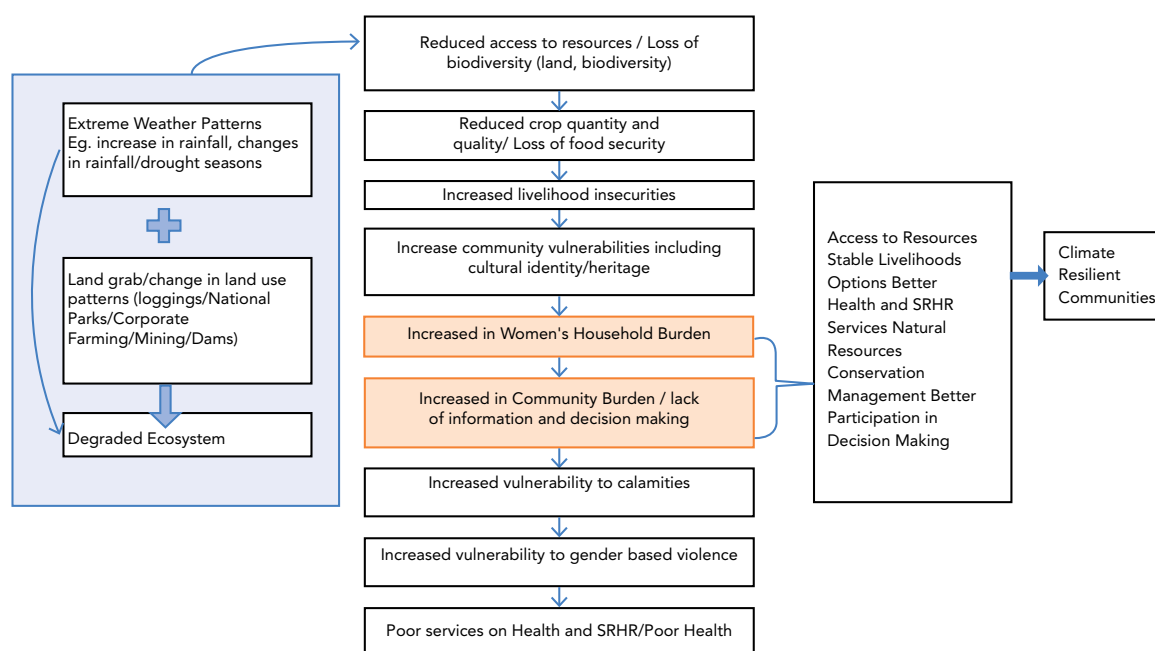 Extreme Weather Patterns
Eg. increase in rainfall, changes
in rainfall/drought seasons
Land grab/change in land use
patterns (loggings/National
Parks/Corporate
Farming/Mining/Dams)
Degraded Ecosystem
Reduced access to resources / Loss of
biodiversity (land, biodiversity)
Reduced crop quantity and
quality/ Loss of food security
Increased livelihood insecurities
Increase community vulnerabilities including
cultural identity/heritage
Increased in Women's Household Burden
Increased in Community Burden / lack
of information and decision making
Increased vulnerability to calamities
Increased vulnerability to gender based violence
Poor services on Health and SRHR/Poor Health
Access to Resources
Stable Livelihoods
Options Better
Health and SRHR
Services Natural
Resources
Conservation
Management Better
Participation in
Decision Making
Climate
Resilient
Communities